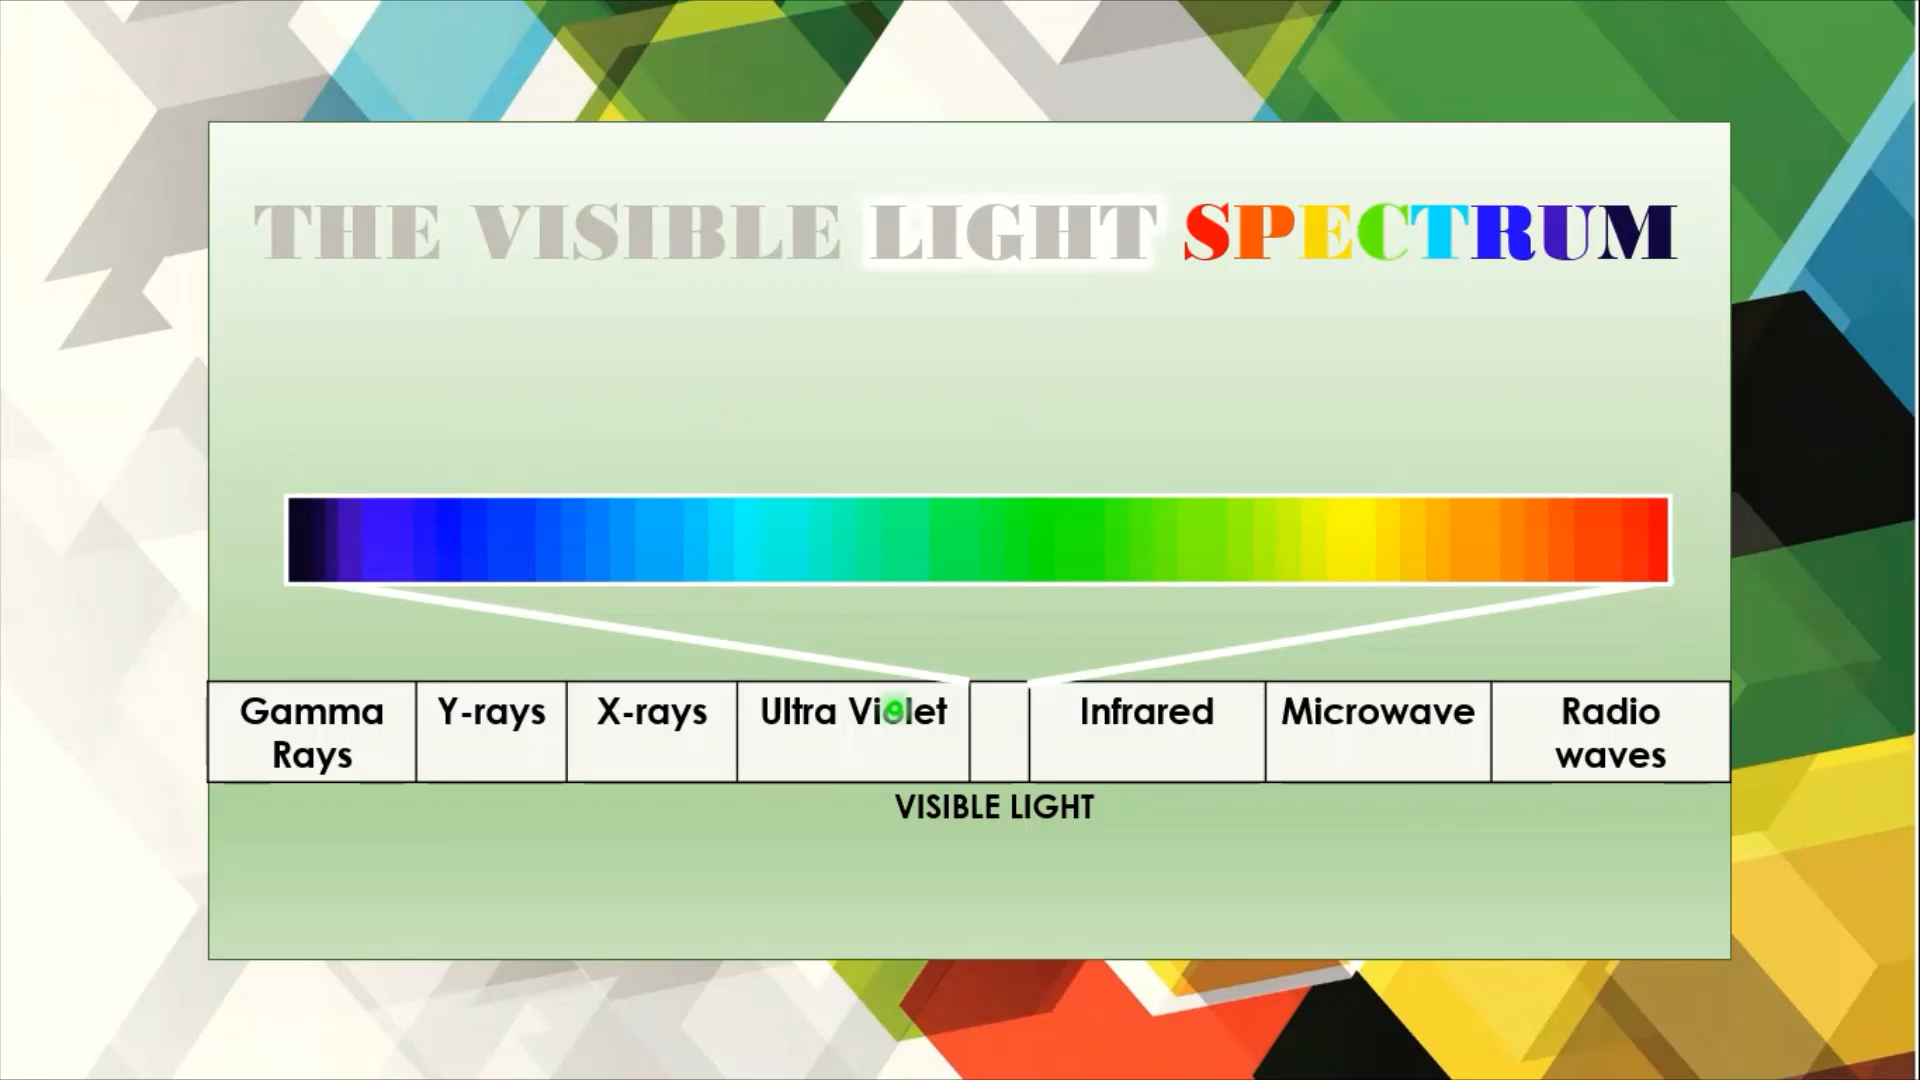 THE VISIBLE LIGHT SPECTRUM
Gamma Rays
Y-rays
X-rays
Ultra Violet
Infrared
Microwave
Radio waves
VISIBLE LIGHT